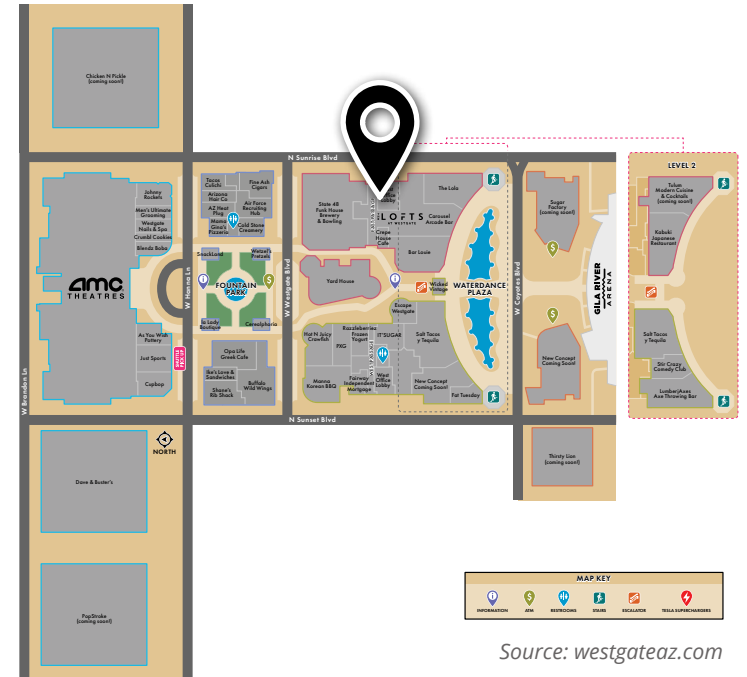 Chicken N Pickle
(coming soon!)
N Sunrise Blvd
LEVEL 2
Johnny
Rockets
Men's Ultimate
Grooming
Westgate
Nails & Spa
Crumbl Cookies
Blendz Boba
Tacos
Calichi
Fine Ash
Cigars
Arizona
Hair Co
AZ Heat
Plug
Air Force
Recruiting
Hub
Mama
Gina's
Pizzeria
Cold Stone
Creamery
State 48
Funk House
Brewery
& Bowling
Lobby
The Lola
LOFTS
AT WESTGATE
Carousel
Arcade Bar
Crepe
House
Cafe
Bar Louie
Sugar
Factory
(coming soon!)
Tulum
Modern Cuisine
& Cocktails
(coming soon!)
Kabuki
Japanese
Restaurant
W Hanna Ln
W Westgate Blvd
W Coyotes Blvd
W Brandon Ln
SnackLand
Wetzel's
Pretzels
amc
THEATRES
FOUNTAIN
PARK
Yard House
Wicked
Vintage
WATERDANCE
PLAZA
GILA RIVER
ARENA
Escape
Westgate
To Lady
Boutique
Cerealphoria
As You Wish
Pottery
Just Sports
Capbop
SHUTTLE
PICK UP
Opa Life
Greek Cafe
Ike's Love &
Sandwiches
Shane's
Rib Shack
Buffalo
Wild Wings
Hot N Juicy
Crawfish
Razzleberries
Frozen
Yogurt
IT'SUGAR
Salt Tacos
y Tequila
PXG
Manna
Korean BBQ
Fairway
Independent
Mortgage
West
Office
Lobby
New Concept
Coming Soon!
Fat Tuesday
New Concept
Coming Soon!
Salt Tacos
y Tequila
Stir Crazy
Comedy Club
LumberjAxes
Axe Throwing Bar
N Sunset Blvd
NORTH
Dave & Buster's
Thirsty Lion
(coming soon!)
PopStroke
(coming soon!)
MAP KEY
INFORMATION
ATM
RESTROOMS
STAIRS
ESCALATOR
TESLA SUPERCHARGERS
Source: westgateaz.com